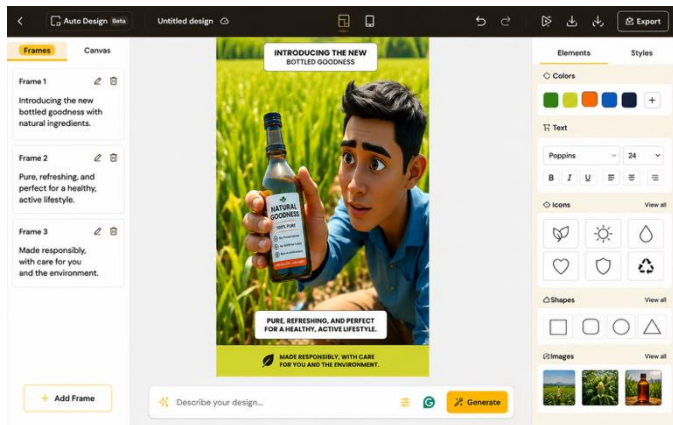 Auto Design Beta
Untitled design
Export
Frames
Canvas
Frame 1
Introducing the new
bottled goodness with
natural ingredients.
Frame 2
Pure, refreshing, and
perfect for a healthy,
active lifestyle.
Frame 3
Made responsibly,
with care for you
and the environment.
+ Add Frame
INTRODUCING THE NEW
BOTTLED GOODNESS
NATURAL
GOODNESS
100% PURE
PURE, REFRESHING, AND PERFECT
FOR A HEALTHY, ACTIVE LIFESTYLE.
MADE RESPONSIBLY, WITH CARE
FOR YOU AND THE ENVIRONMENT.
Describe your design...
G
Generate
Elements
Styles
Colors
Text
Poppins
24
B I U
Icons
View all
Shapes
View all
Images
View all